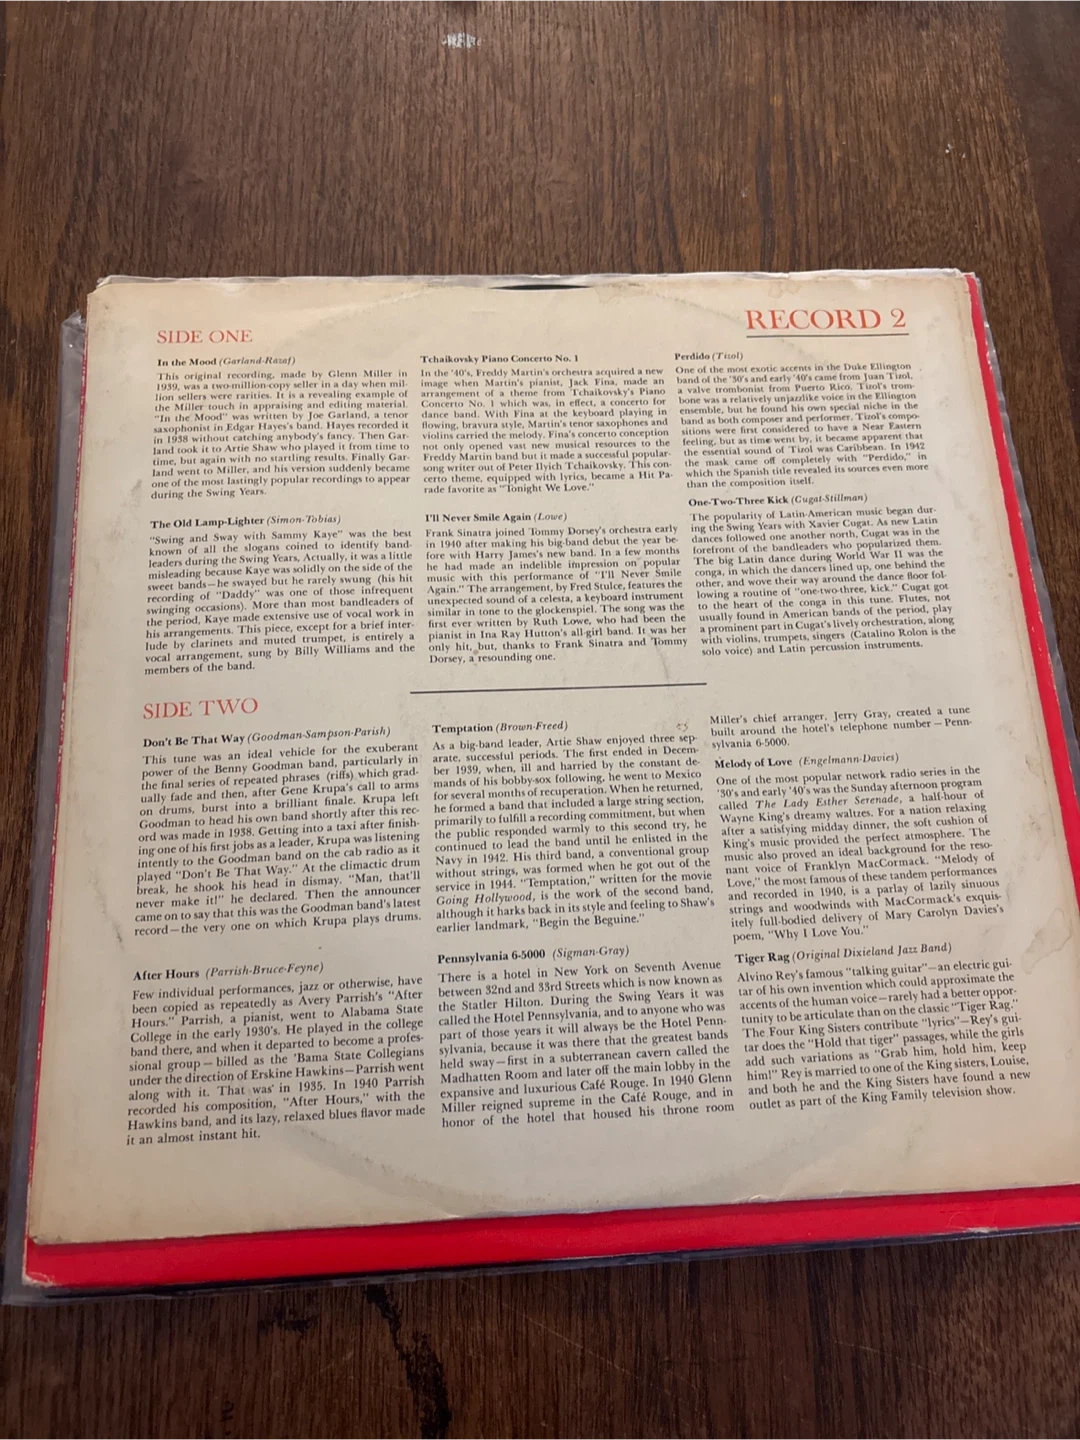 RECORD 2
SIDE ONE
In the Mood (Garland-Razaf)
This original recording, made by Glenn Miller in
1939, was a two-million-copy seller in a day when mil-
lion sellers were rarities. It is a revealing example of
the Miller touch in appraising and editing material.
"In the Mood" was written by Joe Garland, a tenor
saxophonist in Edgar Hayes's band. Hayes recorded it
in 1938 without catching anybody's fancy. Then Gar-
land took it to Artie Shaw who played it from time to
time, but again with no startling results. Finally Gar-
land went to Miller, and his version suddenly became
one of the most lastingly popular recordings to appear
during the Swing Years.
The Old Lamp-Lighter (Simon-Tobias)
"Swing and Sway with Sammy Kaye" was the best
known of all the slogans coined to identify band-
leaders during the Swing Years. Actually, it was a little
misleading because Kaye was solidly on the side of the
sweet bands—he swayed but he rarely swung (his hit
recording of "Daddy" was one of those infrequent
swinging occasions). More than most bandleaders of
the period, Kaye made extensive use of vocal work in
his arrangements. This piece, except for a brief inter-
lude by clarinets and muted trumpet, is entirely a
vocal arrangement, sung by Billy Williams and the
members of the band.
Tchaikovsky Piano Concerto No. 1
In the '40's, Freddy Martin's orchestra acquired a new
image when Martin's pianist, Jack Fina, made an
arrangement of a theme from Tchaikovsky's Piano
Concerto No. 1 which was, in effect, a concerto for
dance band. With Fina at the keyboard playing in
flowing, bravura style, Martin's tenor saxophones and
violins carried the melody. Fina's concerto conception
not only opened vast new musical resources to the
Freddy Martin band but it made a successful popular-
song writer out of Peter Ilyich Tchaikovsky. This con-
certo theme, equipped with lyrics, became a Hit Pa-
rade favorite as "Tonight We Love."
I'll Never Smile Again (Lowe)
Frank Sinatra joined Tommy Dorsey's orchestra early
in 1940 after making his big-band debut the year be-
fore with Harry James's new band. In a few months
he had made an indelible impression on popular
music with this performance of "I'll Never Smile
Again." The arrangement, by Fred Stulce, features the
unexpected sound of a celesta, a keyboard instrument
similar in tone to the glockenspiel. The song was the
first ever written by Ruth Lowe, who had been the
pianist in Ina Ray Hutton's all-girl band. It was her
only hit, but, thanks to Frank Sinatra and Tommy
Dorsey, a resounding one.
Perdido (Tizol)
One of the most exotic accents in the Duke Ellington
band of the '30's and early '40's came from Juan Tizol,
a valve trombonist from Puerto Rico. Tizol's trom-
bone was a relatively unjazzlike voice in the Ellington
ensemble, but he found his own special niche in the
band as both composer and performer. Tizol's compo-
sitions were first considered to have a Near Eastern
feeling, but as time went by, it became apparent that
the essential sound of Tizol was Caribbean. In 1942
the mask came off completely with "Perdido," in
which the Spanish title revealed its sources even more
than the composition itself.
One-Two-Three Kick (Cugat-Stillman)
The popularity of Latin-American music began dur-
ing the Swing Years with Xavier Cugat. As new Latin
dances followed one another north, Cugat was in the
forefront of the bandleaders who popularized them.
The big Latin dance during World War II was the
conga, in which the dancers lined up, one behind the
other, and wove their way around the dance floor fol-
lowing a routine of "one-two-three, kick." Cugat got
to the heart of the conga in this tune. Flutes, not
usually found in American bands of the period, play
a prominent part in Cugat's lively orchestration, along
with violins, trumpets, singers (Catalino Rolon is the
solo voice) and Latin percussion instruments.
SIDE TWO
Don't Be That Way (Goodman-Sampson-Parish)
This tune was an ideal vehicle for the exuberant
power of the Benny Goodman band, particularly in
the final series of repeated phrases (riffs) which grad-
ually fade and then, after Gene Krupa's call to arms
on drums, burst into a brilliant finale. Krupa left
Goodman to head his own band shortly after this rec-
ord was made in 1938. Getting into a taxi after finish-
ing one of his first jobs as a leader, Krupa was listening
intently to the Goodman band on the cab radio as it
played "Don't Be That Way." At the climactic drum
break, he shook his head in dismay. "Man, that'll
never make it!" he declared. Then the announcer
came on to say that this was the Goodman band's latest
record—the very one on which Krupa plays drums.
After Hours (Parrish-Bruce-Feyne)
Few individual performances, jazz or otherwise, have
been copied as repeatedly as Avery Parrish's "After
Hours." Parrish, a pianist, went to Alabama State
College in the early 1930's. He played in the college
band there, and when it departed to become a profes-
sional group — billed as the 'Bama State Collegians
under the direction of Erskine Hawkins—Parrish went
along with it. That was in 1935. In 1940 Parrish
recorded his composition, "After Hours," with the
Hawkins band, and its lazy, relaxed blues flavor made
it an almost instant hit.
Temptation (Brown-Freed)
As a big-band leader, Artie Shaw enjoyed three sep-
arate, successful periods. The first ended in Decem-
ber 1939, when, ill and harried by the constant de-
mands of his bobby-sox following, he went to Mexico
for several months of recuperation. When he returned,
he formed a band that included a large string section,
primarily to fulfill a recording commitment, but when
the public responded warmly to this second try, he
continued to lead the band until he enlisted in the
Navy in 1942. His third band, a conventional group
without strings, was formed when he got out of the
service in 1944. "Temptation," written for the movie
Going Hollywood, is the work of the second band,
although it harks back in its style and feeling to Shaw's
earlier landmark, "Begin the Beguine."
Pennsylvania 6-5000 (Sigman-Gray)
There is a hotel in New York on Seventh Avenue
between 32nd and 33rd Streets which is now known as
the Statler Hilton. During the Swing Years it was
called the Hotel Pennsylvania, and to anyone who was
part of those years it will always be the Hotel Penn-
sylvania, because it was there that the greatest bands
held sway—first in a subterranean cavern called the
Madhatten Room and later off the main lobby in the
expansive and luxurious Café Rouge. In 1940 Glenn
Miller reigned supreme in the Café Rouge, and in
honor of the hotel that housed his throne room
Miller's chief arranger, Jerry Gray, created a tune
built around the hotel's telephone number — Penn-
sylvania 6-5000.
Melody of Love (Engelmann-Davies)
One of the most popular network radio series in the
'30's and early '40's was the Sunday afternoon program
called The Lady Esther Serenade, a half-hour of
Wayne King's dreamy waltzes. For a nation relaxing
after a satisfying midday dinner, the soft cushion of
King's music provided the perfect atmosphere. The
music also proved an ideal background for the reso-
nant voice of Franklyn MacCormack. "Melody of
Love," the most famous of these tandem performances
and recorded in 1940, is a parlay of lazily sinuous
strings and woodwinds with MacCormack's exquis-
itely full-bodied delivery of Mary Carolyn Davies's
poem, "Why I Love You."
Tiger Rag (Original Dixieland Jazz Band)
Alvino Rey's famous "talking guitar"—an electric gui-
tar of his own invention which could approximate the
accents of the human voice—rarely had a better oppor-
tunity to be articulate than on the classic "Tiger Rag."
The Four King Sisters contribute "lyrics"—Rey's gui-
tar does the "Hold that tiger" passages, while the girls
add such variations as "Grab him, hold him, keep
him!" Rey is married to one of the King sisters, Louise,
and both he and the King Sisters have found a new
outlet as part of the King Family television show.